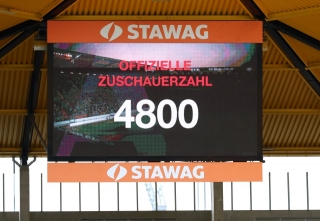 STAWAG
OFFIZIELLE
ZUSCHAUERZAHL
4800
STAWAG